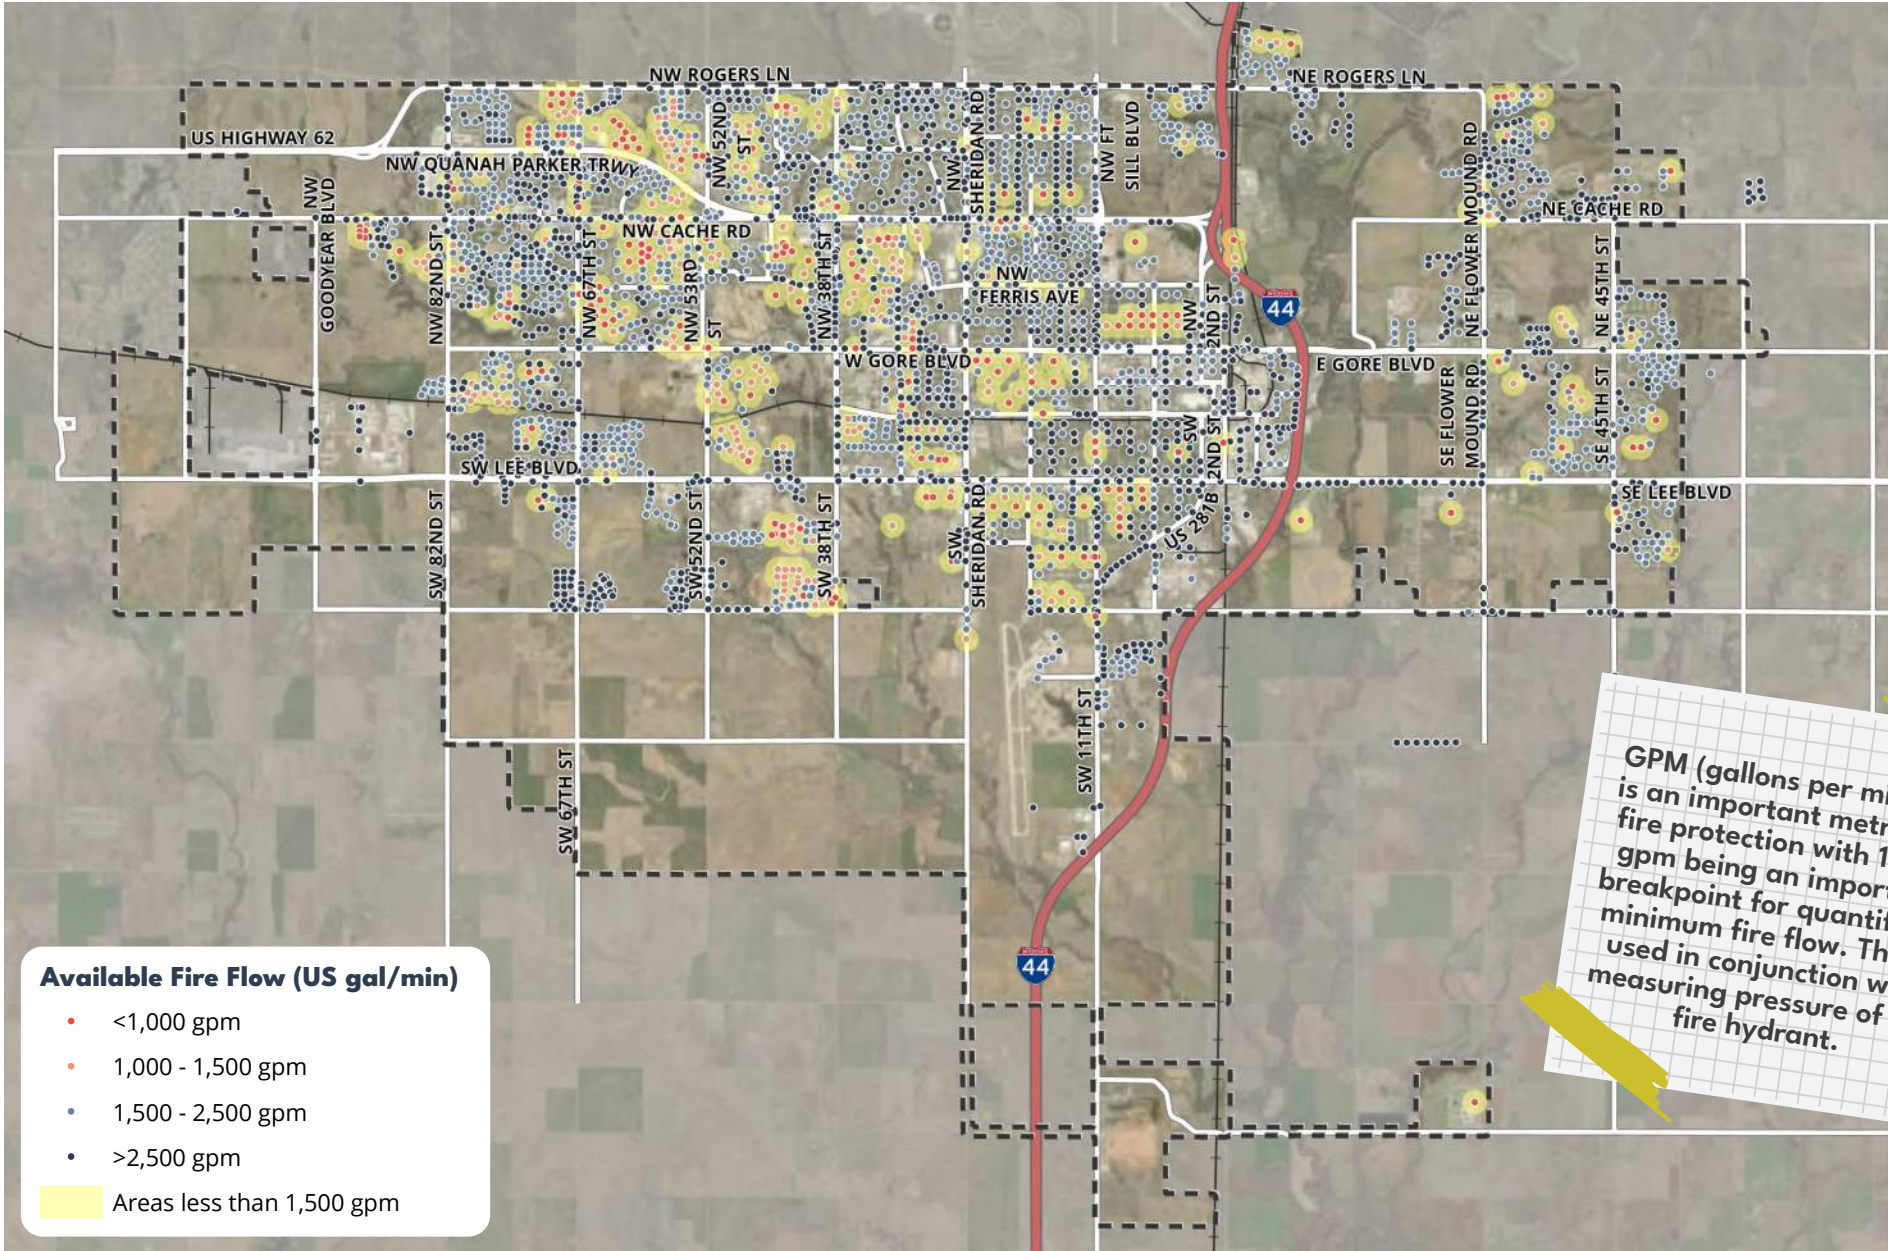 NW ROGERS LN
NE ROGERS LN
US HIGHWAY 62
NW QUANAH PARKER TRWY
NW 52ND
ST
NW
SHERIDAN RD
NW FT
SILL BLVD
NE FLOWER MOUND RD
NW
GOODYEAR BLVD
NW CACHE RD
NE CACHE RD
NW 82ND ST
NW 67TH ST
NW 53RD
ST
NW 38TH ST
NW
FERRIS AVE
NW
2ND ST
44
NE 45TH ST
W GORE BLVD
E GORE BLVD
SE FLOWER
MOUND RD
SE 45TH ST
SW
2ND ST
SW LEE BLVD
SE LEE BLVD
SW 82ND ST
SW 52ND ST
SW 38TH ST
SW
SHERIDAN RD
US 281B
SW 11TH ST
SW 67TH ST
44
GPM (gallons per mi
is an important metr
fire protection with 1
gpm being an import
breakpoint for quantif
minimum fire flow. Th
used in conjunction w
measuring pressure of
fire hydrant.
Available Fire Flow (US gal/min)
<1,000 gpm
1,000 - 1,500 gpm
1,500 - 2,500 gpm
>2,500 gpm
Areas less than 1,500 gpm